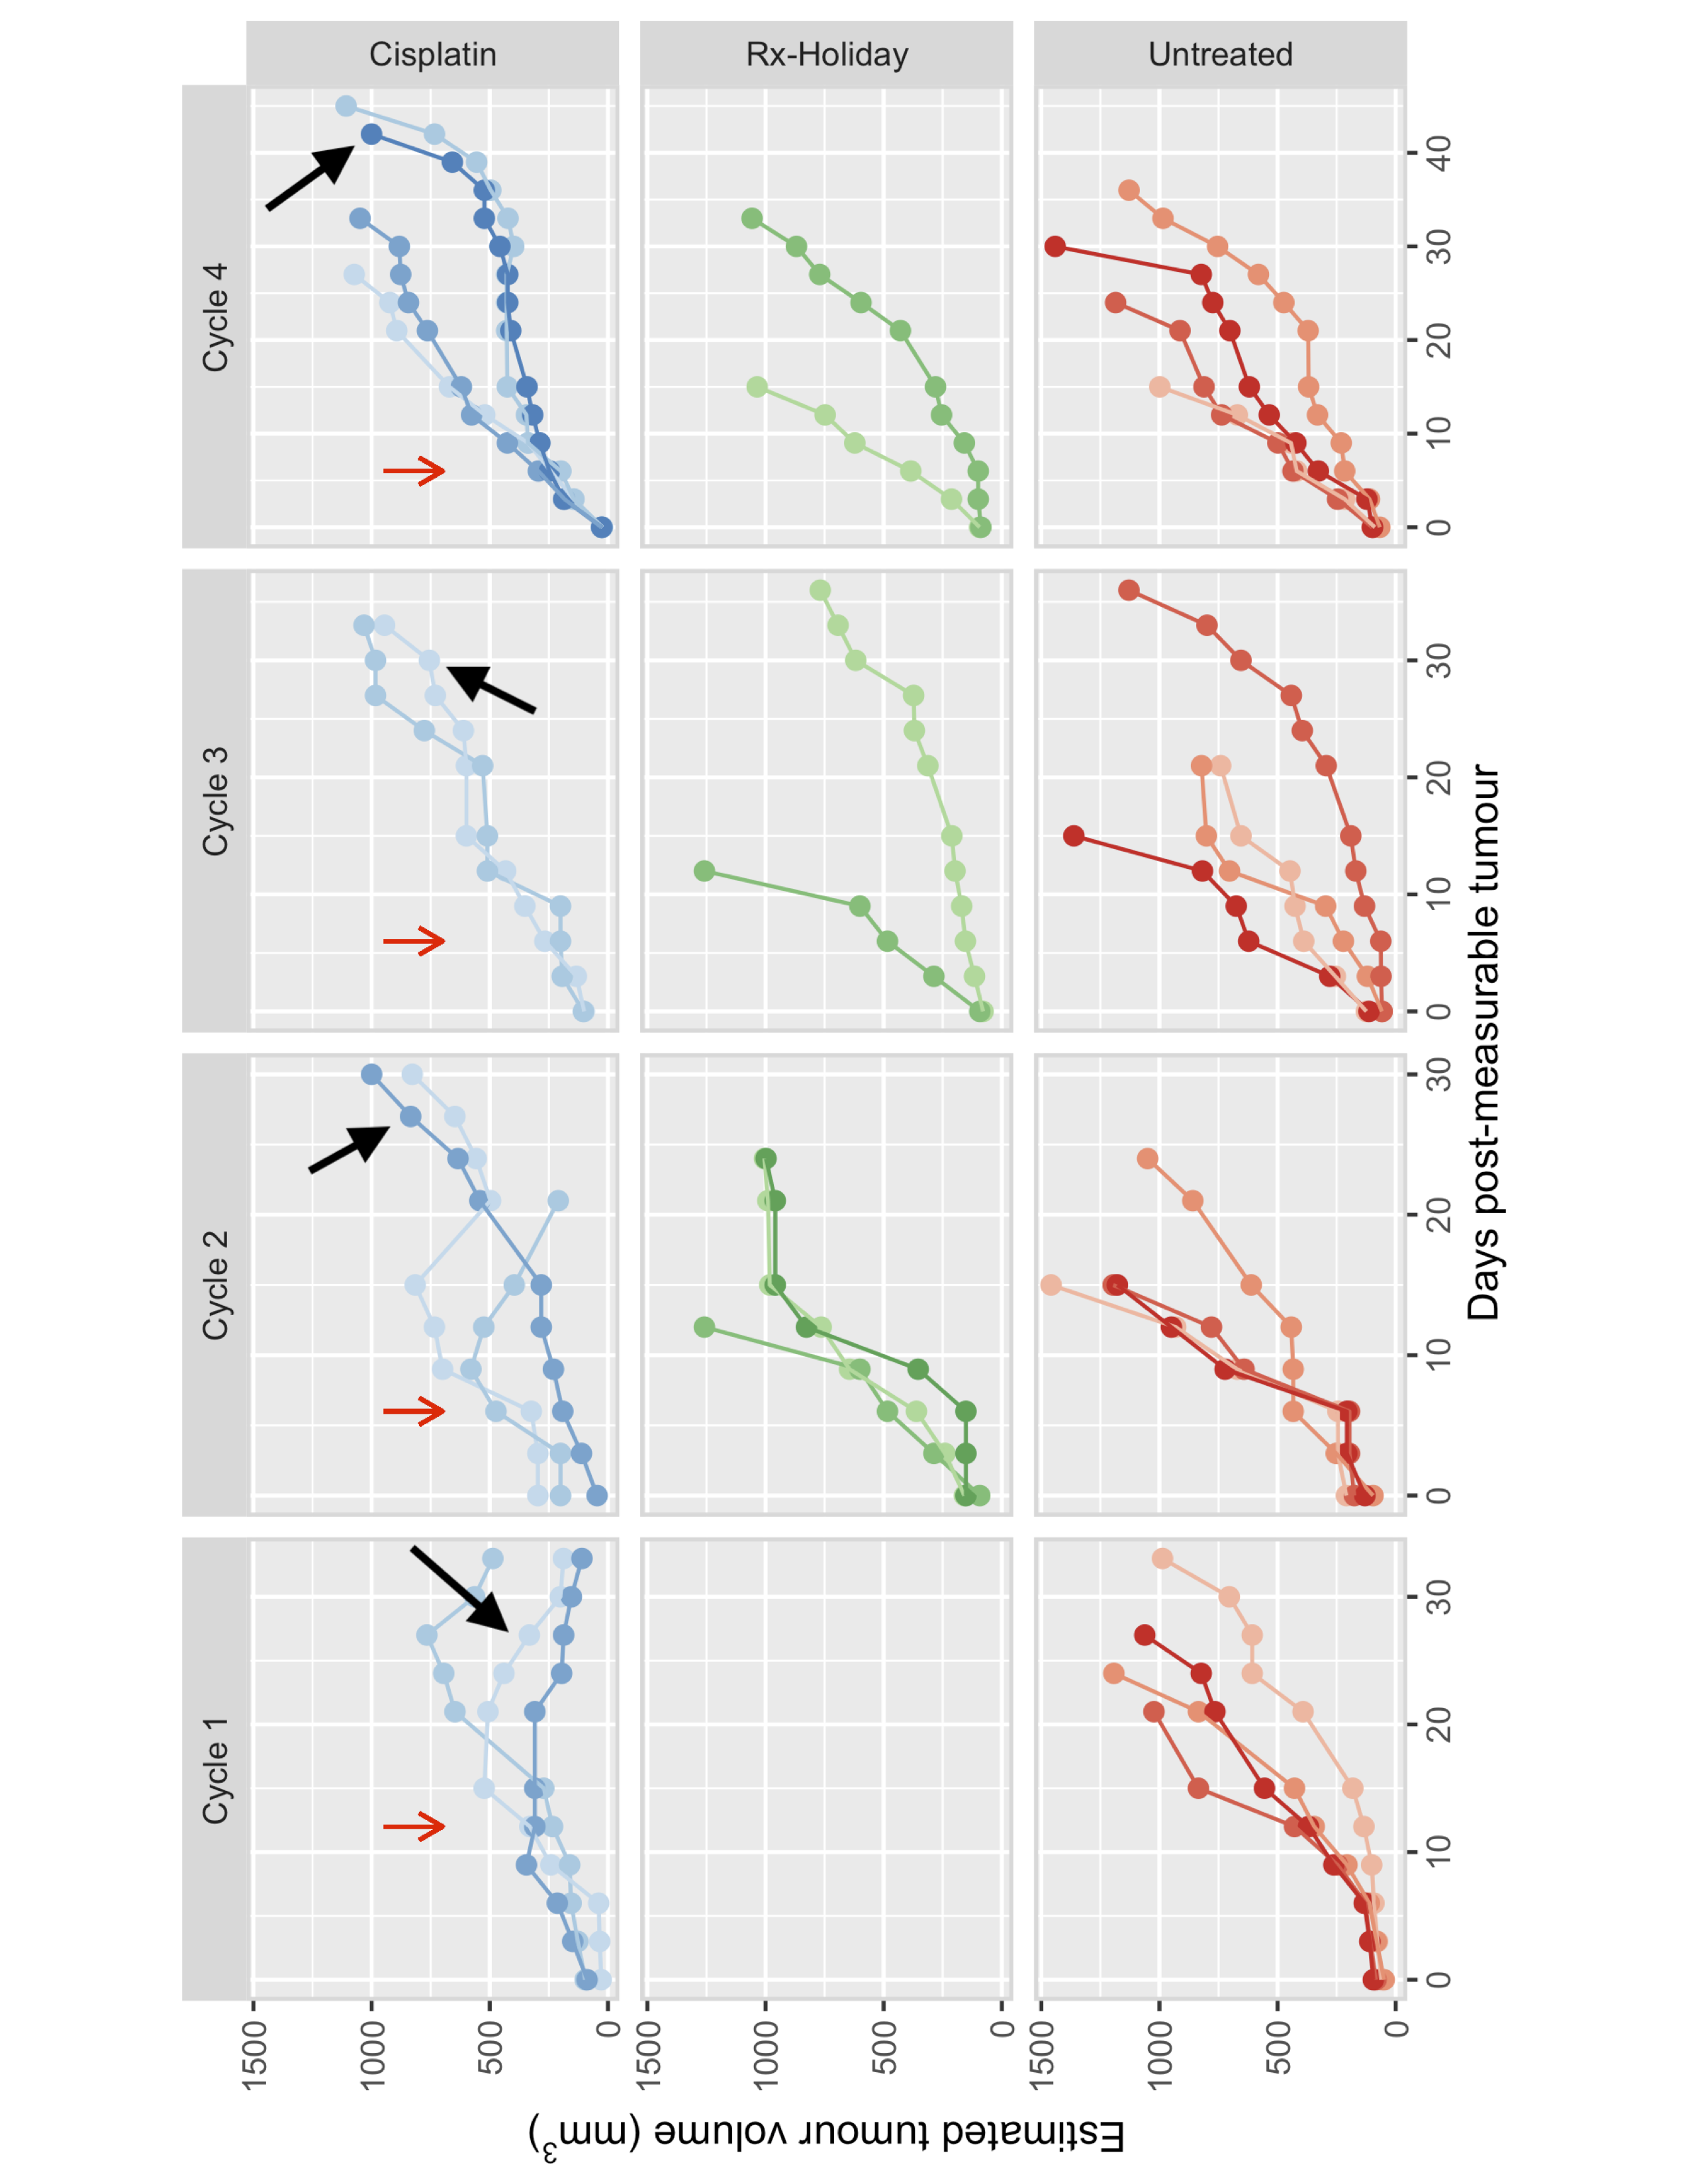 Cycle 1
Cycle 2
Cycle 3
Cycle 4
Cisplatin
Rx-Holiday
Untreated
1500
1000
500
0
1500
1000
500
0
1500
1000
500
0
0 10 20 30
0 10 20 30
0 10 20 30
0 10 20 30 40
Estimated tumour volume (mm³)
Days post-measurable tumour